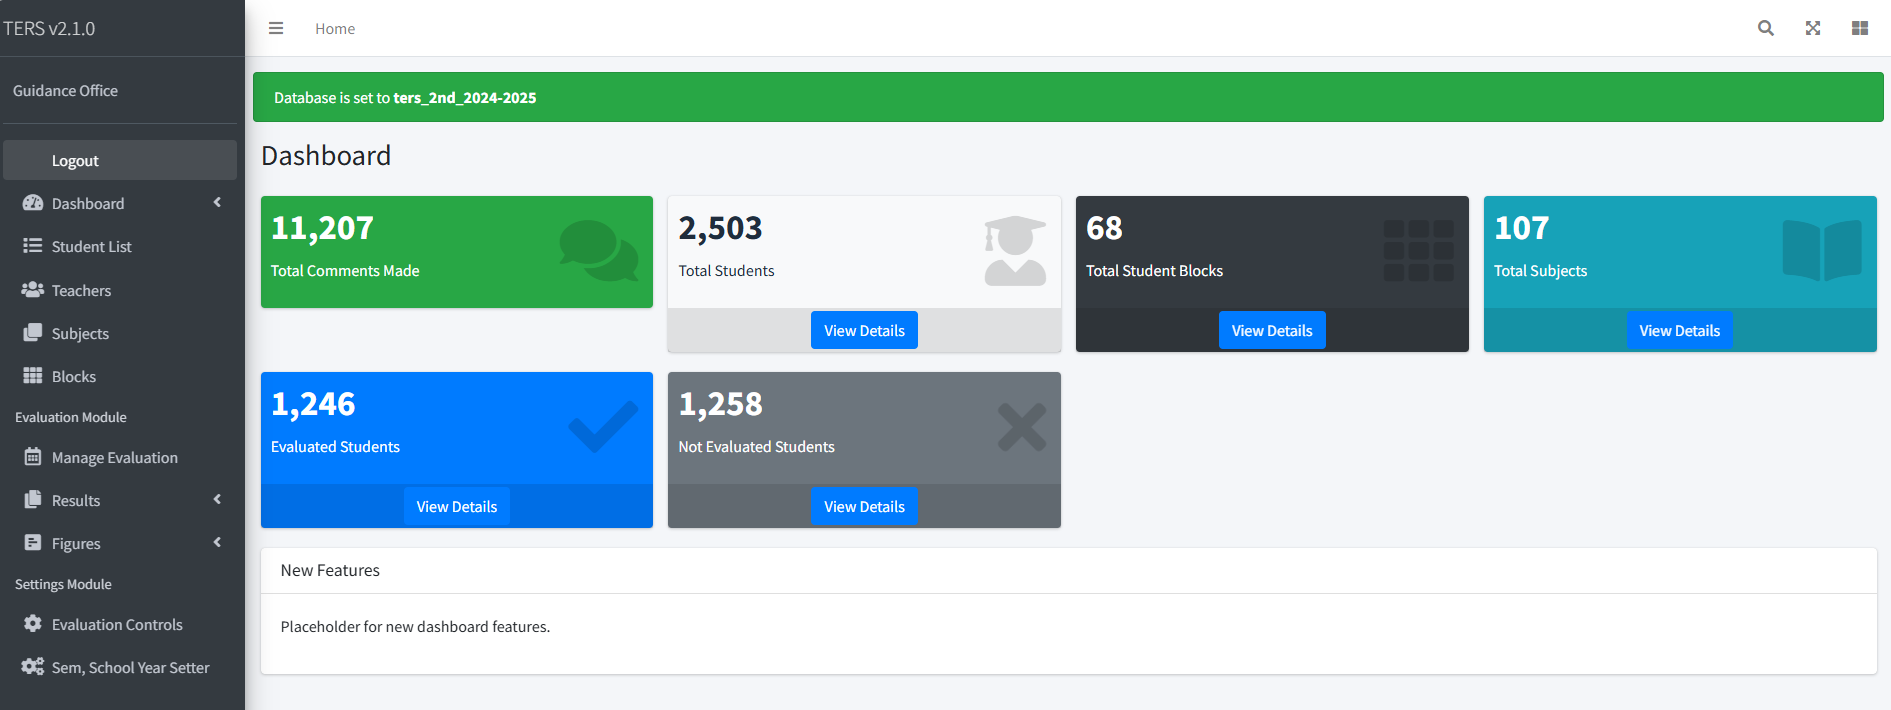 TERS v2.1.0
Home
Guidance Office
Logout
Dashboard
Student List
Teachers
Subjects
Blocks
Evaluation Module
Manage Evaluation
Results
Figures
Settings Module
Evaluation Controls
Sem, School Year Setter
Database is set to ters_2nd_2024-2025
Dashboard
11,207
Total Comments Made
2,503
Total Students
View Details
68
Total Student Blocks
View Details
107
Total Subjects
View Details
1,246
Evaluated Students
View Details
1,258
Not Evaluated Students
View Details
New Features
Placeholder for new dashboard features.